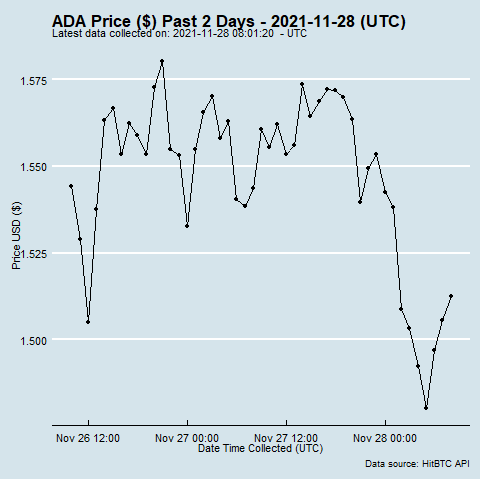 ADA Price ($) Past 2 Days - 2021-11-28 (UTC)
Latest data collected on: 2021-11-28 08:01:20 - UTC
1.575
1.550
1.525
1.500
Price USD ($)
Nov 26 12:00 Nov 27 00:00 Nov 27 12:00 Nov 28 00:00
Date Time Collected (UTC)
Data source: HitBTC API